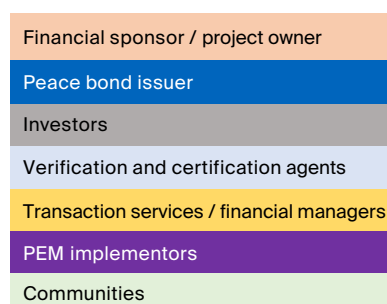 Financial sponsor / project owner
Peace bond issuer
Investors
Verification and certification agents
Transaction services / financial managers
PEM implementors
Communities